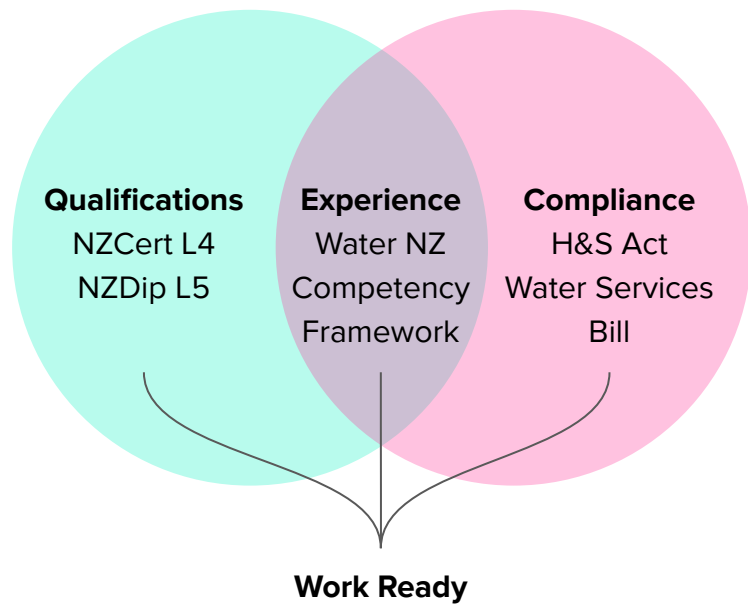 Qualifications
NZCert L4
NZDip L5
Experience
Water NZ
Competency
Framework
Compliance
H&S Act
Water Services
Bill
Work Ready